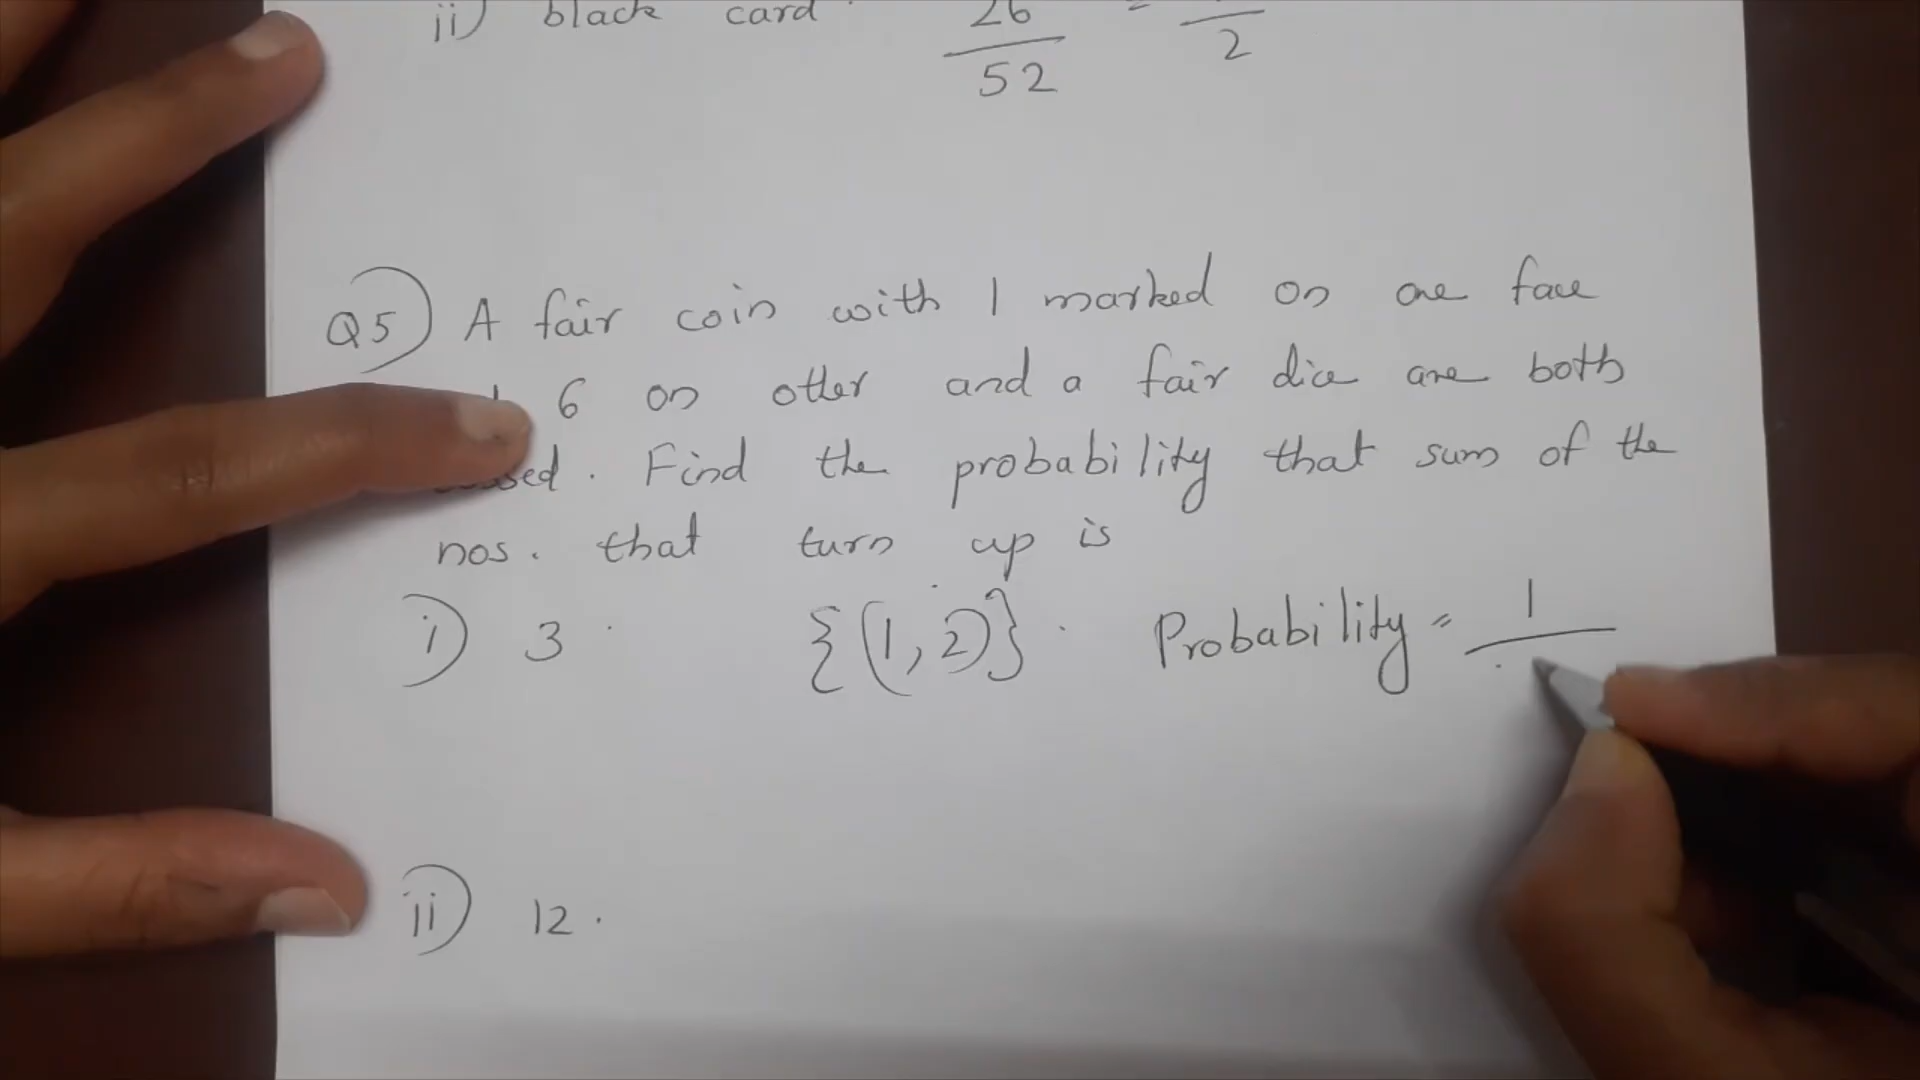 ii) black card. 26/52 = /2
Q5) A fair coin with 1 marked on one face
6 on other and a fair dice are both
Find the probability that sum of the
nos. that turn up is
i) 3. {(1,2)}. Probability = 1/
ii) 12.